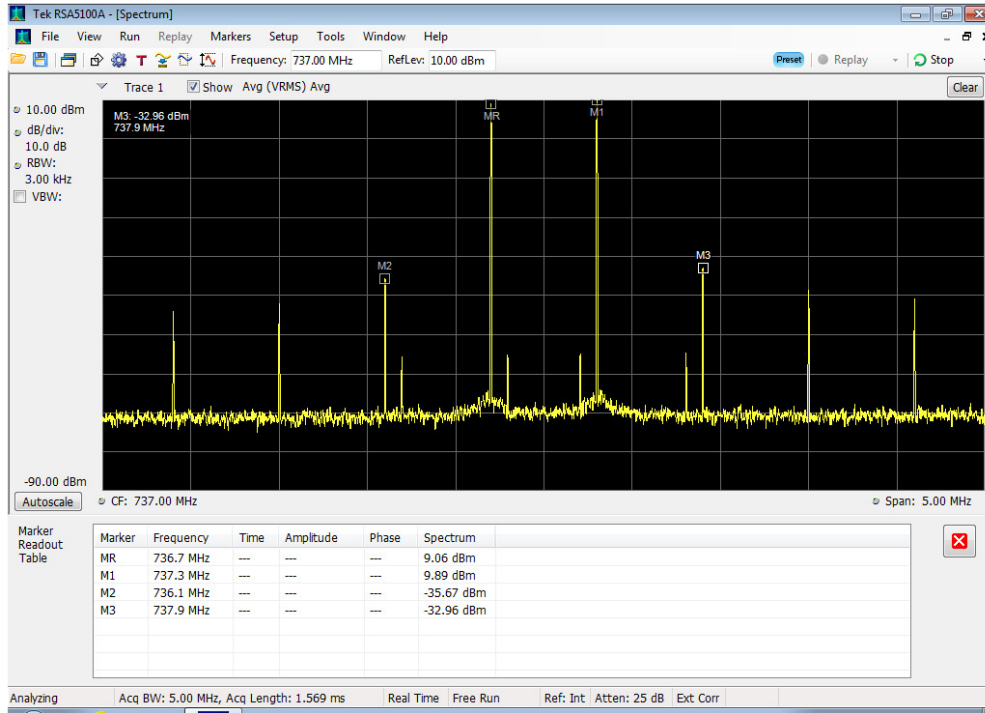 Tek RSA5100A - [Spectrum]
File View Run Replay Markers Setup Tools Window Help
Frequency: 737.00 MHz RefLev: 10.00 dBm Preset Replay Stop
Trace 1 Show Avg (VRMS) Avg Clear
10.00 dBm
dB/div:
10.0 dB
RBW:
3.00 kHz
VBW:
M3: -32.96 dBm
737.9 MHz
MR
M1
M2
M3
-90.00 dBm
Autoscale CF: 737.00 MHz Span: 5.00 MHz
Marker
Readout
Table
Marker Frequency Time Amplitude Phase Spectrum
MR 736.7 MHz --- --- --- 9.06 dBm
M1 737.3 MHz --- --- --- 9.89 dBm
M2 736.1 MHz --- --- --- -35.67 dBm
M3 737.9 MHz --- --- --- -32.96 dBm
Analyzing Acq BW: 5.00 MHz, Acq Length: 1.569 ms Real Time Free Run Ref: Int Atten: 25 dB Ext Corr